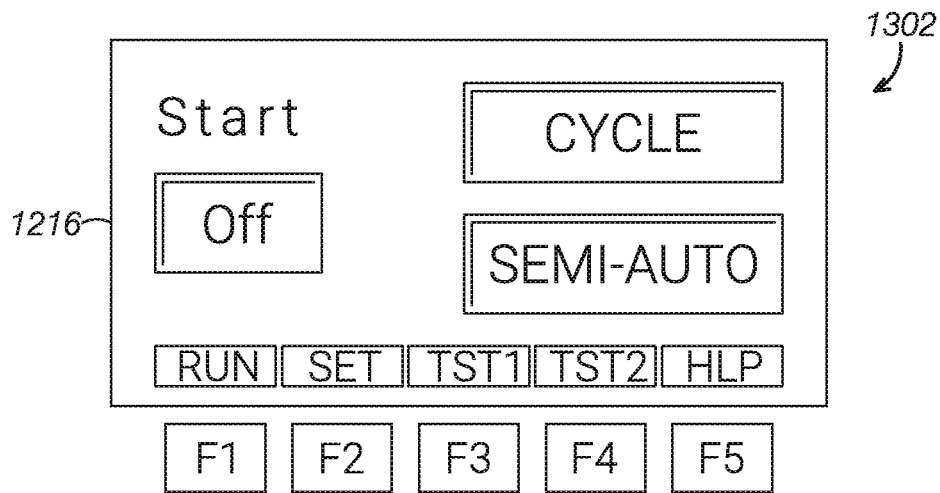 1302
Start
CYCLE
Off
1216
SEMI-AUTO
RUN SET TST1 TST2 HLP
F1 F2 F3 F4 F5